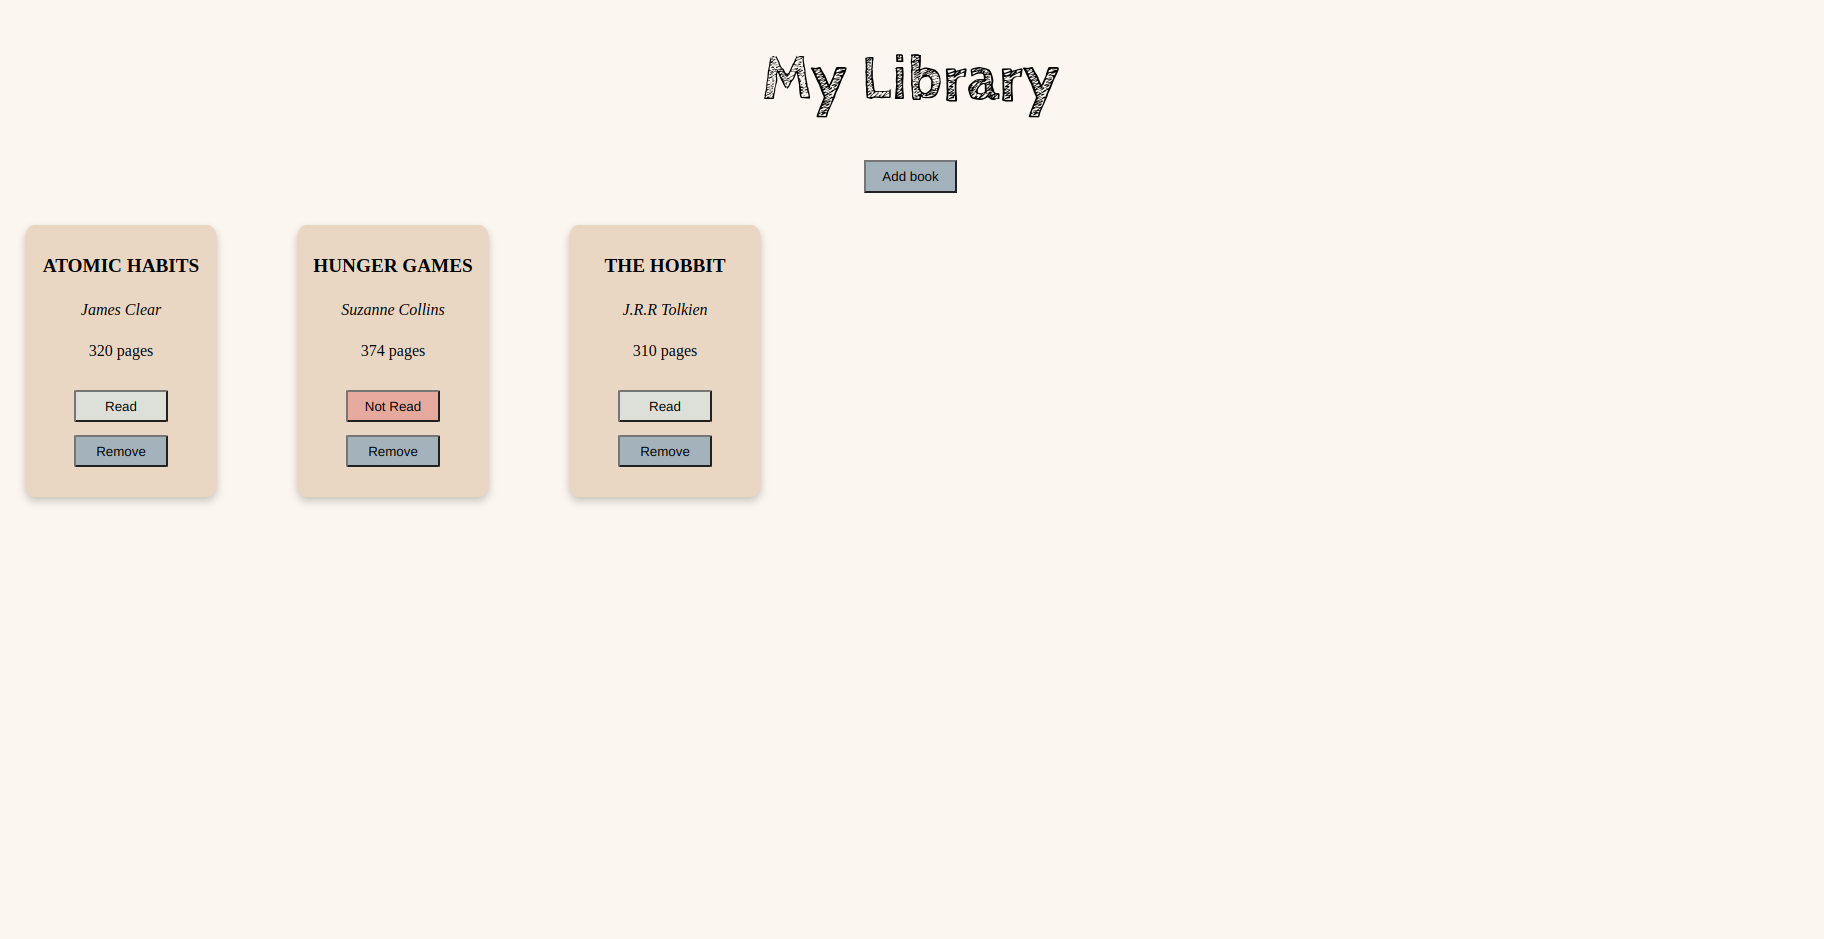 My Library
Add book
ATOMIC HABITS
James Clear
320 pages
Read
Remove
HUNGER GAMES
Suzanne Collins
374 pages
Not Read
Remove
THE HOBBIT
J.R.R Tolkien
310 pages
Read
Remove